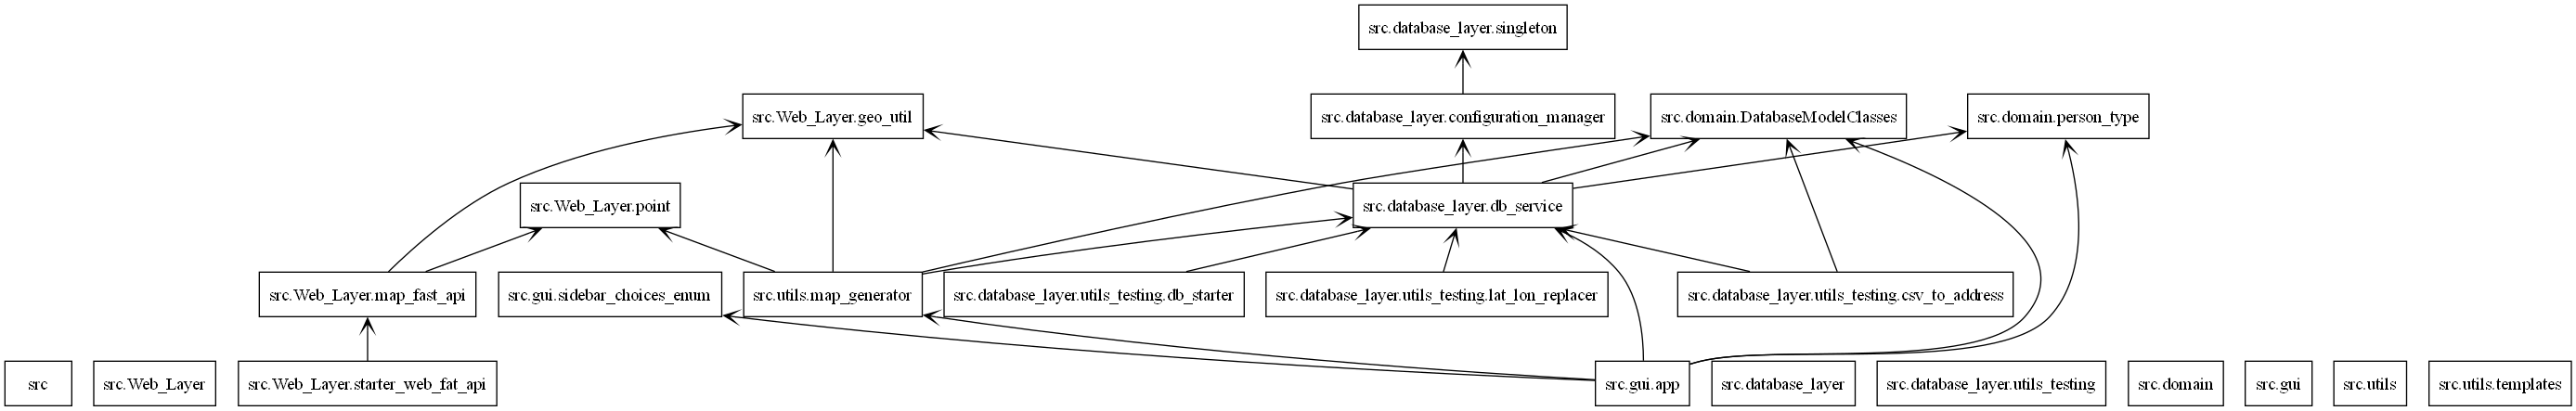 src.database_layer.singleton
src.Web_Layer.geo_util
src.database_layer.configuration_manager
src.domain.DatabaseModelClasses
src.domain.person_type
src.Web_Layer.point
src.database_layer.db_service
src.Web_Layer.map_fast_api
src.gui.sidebar_choices_enum
src.utils.map_generator
src.database_layer.utils_testing.db_starter
src.database_layer.utils_testing.lat_lon_replacer
src.database_layer.utils_testing.csv_to_address
src
src.Web_Layer
src.Web_Layer.starter_web_fat_api
src.gui.app
src.database_layer
src.database_layer.utils_testing
src.domain
src.gui
src.utils
src.utils.templates